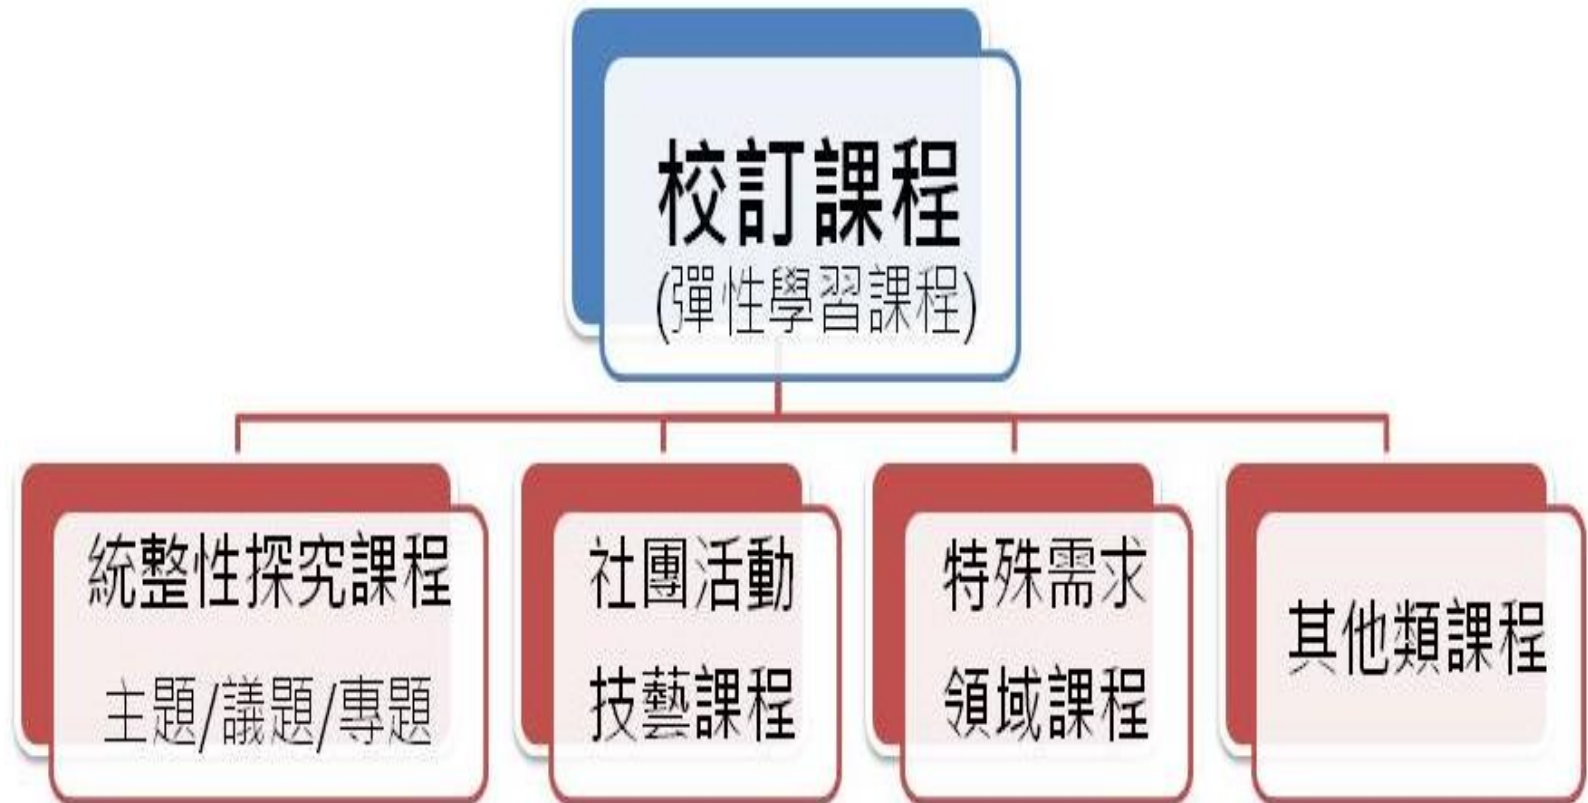 校訂課程
(彈性學習課程)
統整性探究課程
主題/議題/專題
社團活動
技藝課程
特殊需求
領域課程
其他類課程